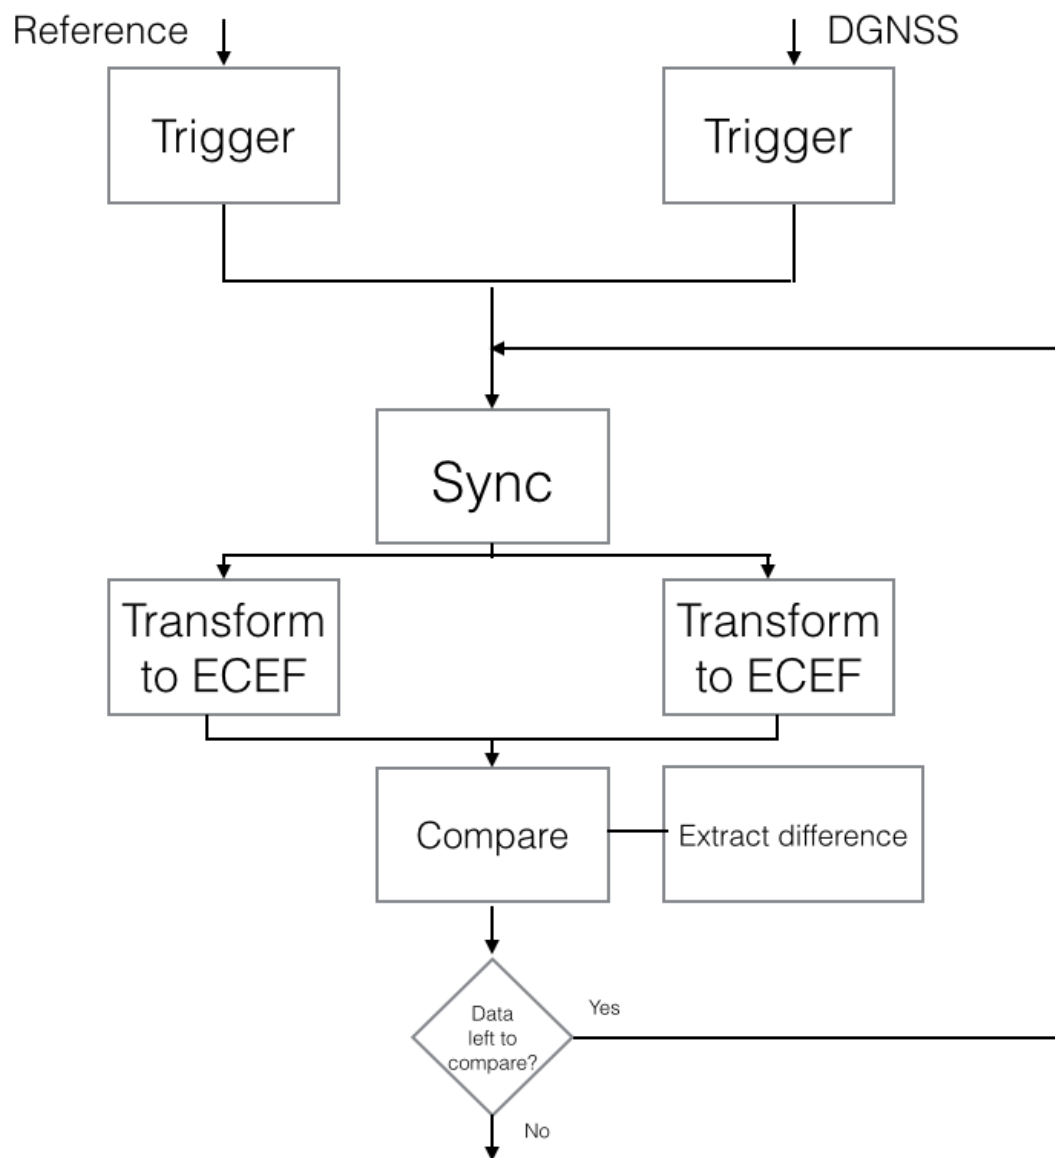 Reference
DGNSS
Trigger
Trigger
Sync
Transform
to ECEF
Transform
to ECEF
Compare
Extract difference
Data
left to
compare?
Yes
No